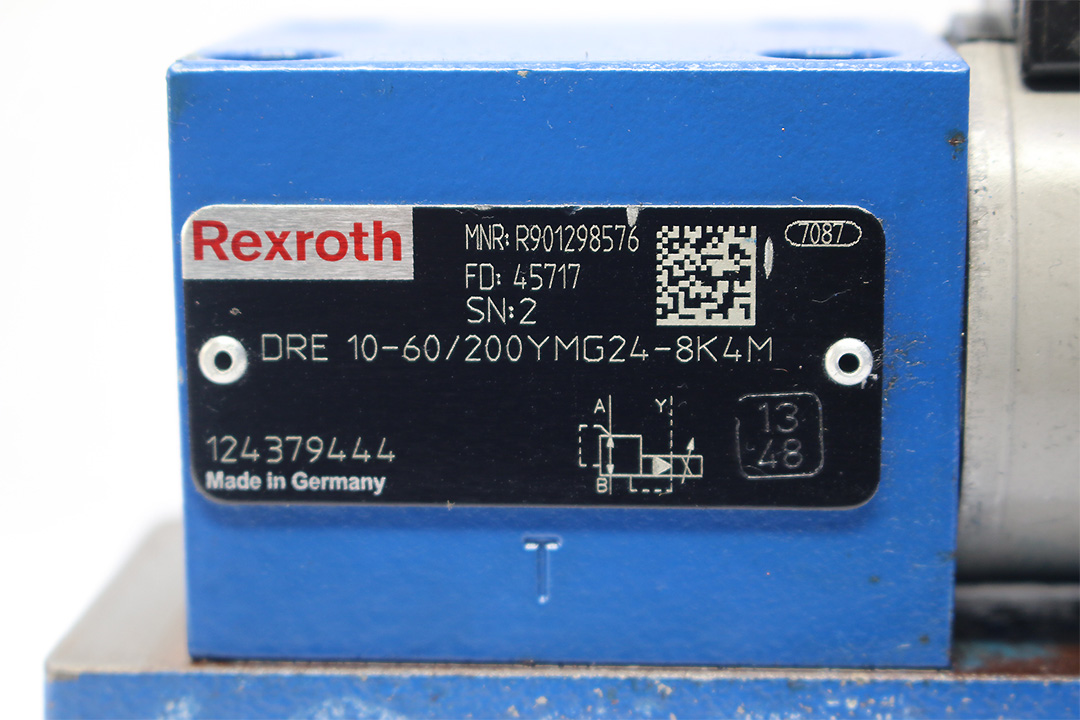 Rexroth
MNR: R901298576
7087
FD: 45717
SN: 2
DRE 10-60/200YMG24-8K4M
A
Y
13
48
124379444
B
Made in Germany
T